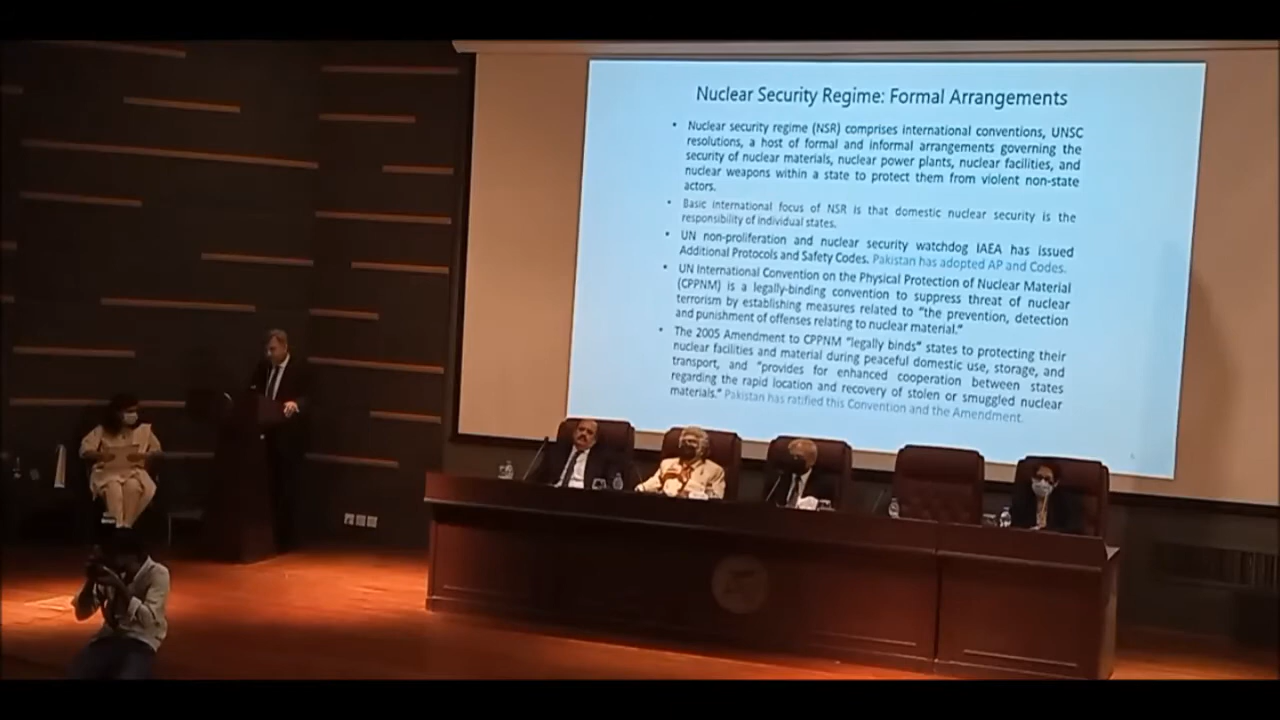 Nuclear Security Regime: Formal Arrangements
• Nuclear security regime (NSR) comprises international conventions, UNSC
resolutions, a host of formal and informal arrangements governing the
security of nuclear materials, nuclear power plants, nuclear facilities, and
nuclear weapons within a state to protect them from violent non-state
actors.
• Basic international focus of NSR is that domestic nuclear security is the
responsibility of individual states.
• UN non-proliferation and nuclear security watchdog IAEA has issued
Additional Protocols and Safety Codes. Pakistan has adopted AP and Codes.
• UN International Convention on the Physical Protection of Nuclear Material
(CPPNM) is a legally-binding convention to suppress threat of nuclear
terrorism by establishing measures related to "the prevention, detection
and punishment of offenses relating to nuclear material."
• The 2005 Amendment to CPPNM "legally binds" states to protecting their
nuclear facilities and material during peaceful domestic use, storage, and
transport, and "provides for enhanced cooperation between states
regarding the rapid location and recovery of stolen or smuggled nuclear
materials." Pakistan has ratified this Convention and the Amendment.